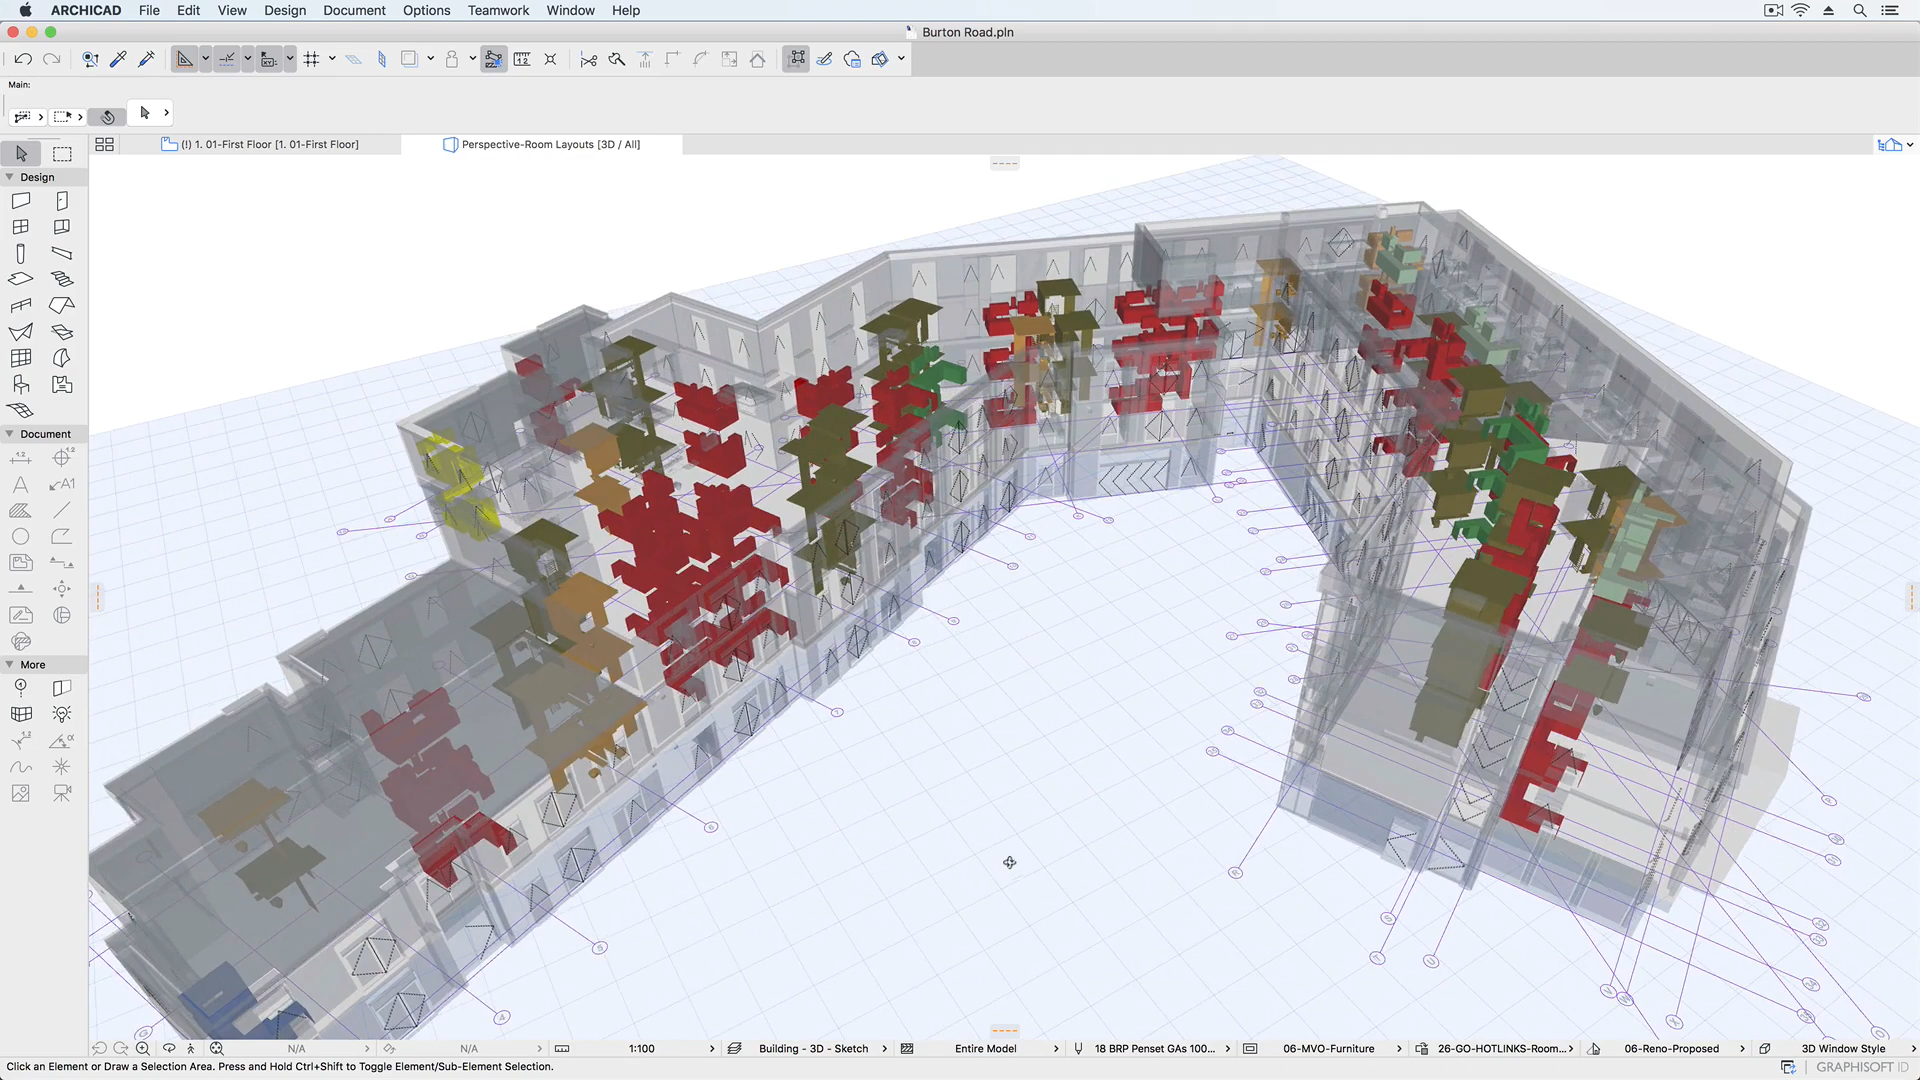 ARCHICAD File Edit View Design Document Options Teamwork Window Help
Burton Road.pln
Main:
(!) 1. 01-First Floor [1. 01-First Floor]
Perspective-Room Layouts [3D / All]
Design
Document
A
A1
More
N/A
N/A
1:100
Building - 3D - Sketch
Entire Model
18 BRP Penset GAs 100...
06-MVO-Furniture
26-GO-HOTLINKS-Room...
06-Reno-Proposed
3D Window Style
Click an Element or Draw a Selection Area. Press and Hold Ctrl+Shift to Toggle Element/Sub-Element Selection.
GRAPHISOFT ID